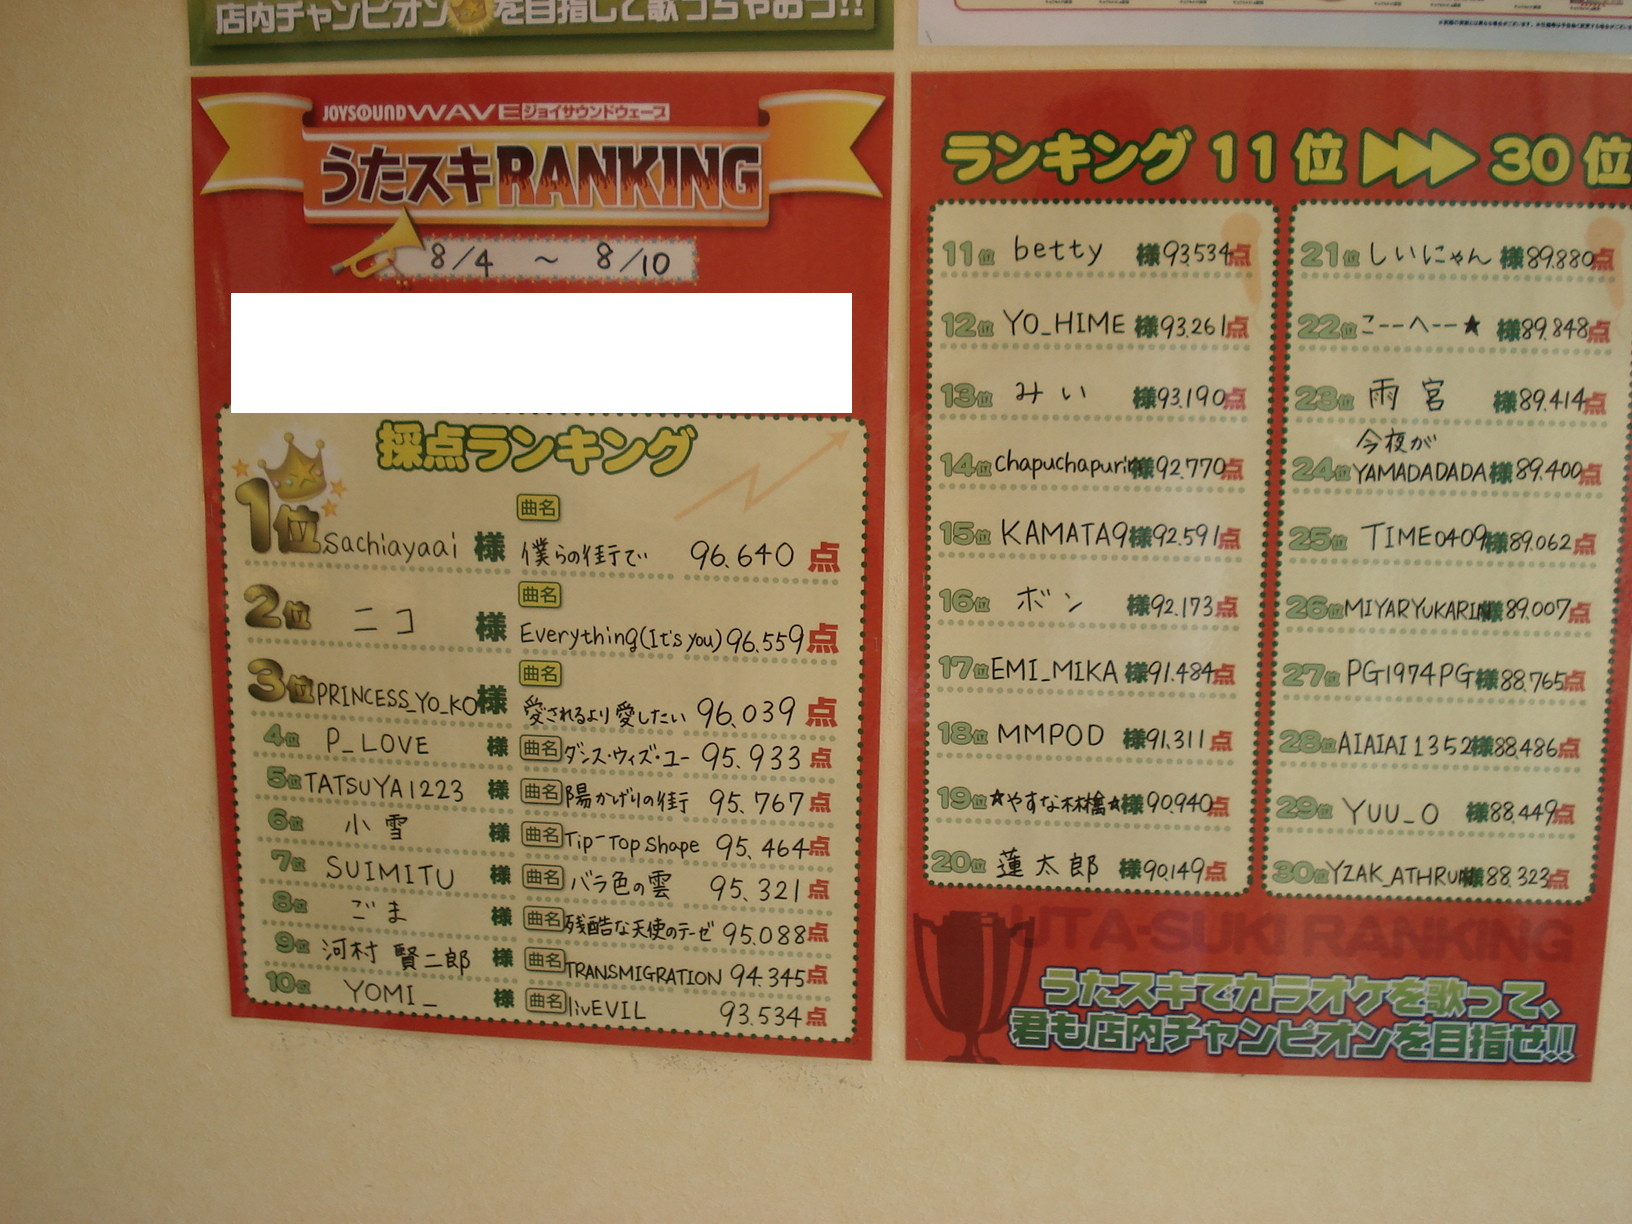 店内チャンピオン を目指して歌っちゃおう!!
JOYSOUND WAVE ジョイサウンドウェーブ
うたスキ RANKING
8/4 ～ 8/10
採点ランキング
1位 Sachiayaai 様 曲名 僕らの街で 96.640 点
2位 ニコ 様 曲名 Everything(It's you) 96.559 点
3位 PRINCESS_YO_KO 様 曲名 愛されるより愛したい 96.039 点
4位 P_LOVE 様 曲名 ダンス・ウィズ・ユー 95.933 点
5位 TATSUYA1223 様 曲名 陽かげりの街 95.767 点
6位 小雪 様 曲名 Tip-Top Shape 95.464 点
7位 SUIMITU 様 曲名 バラ色の雲 95.321 点
8位 ごま 様 曲名 残酷な天使のテーゼ 95.088 点
9位 河村 賢二郎 様 曲名 TRANSMIGRATION 94.345 点
10位 YOMI_ 様 曲名 livEVIL 93.534 点
ランキング 11位 30位
11位 betty 様 93.534 点
12位 YO_HIME 様 93.261 点
13位 みい 様 93.190 点
14位 様 92.770 点
15位 KAMATA9 様 92.591 点
16位 ボン 様 92.173 点
17位 EMI_MIKA 様 91.484 点
18位 MMPOD 様 91.311 点
19位 ★やすな林檎★ 様 90.940 点
20位 蓮太郎 様 90.149 点
21位 しいにゃん 様 89.880 点
22位 こーーへーー★ 様 89.848 点
23位 雨宮 様 89.414 点
24位 今夜が YAMADADADA 様 89.400 点
25位 TIME0409 様 89.062 点
26位 様 89.007 点
27位 PG1974PG 様 88.765 点
28位 AIAIAI1352 様 88.486 点
29位 YUU_O 様 88.449 点
30位 様 88.323 点
UTA-SUKI RANKING
うたスキでカラオケを歌って、
君も店内チャンピオンを目指せ!!